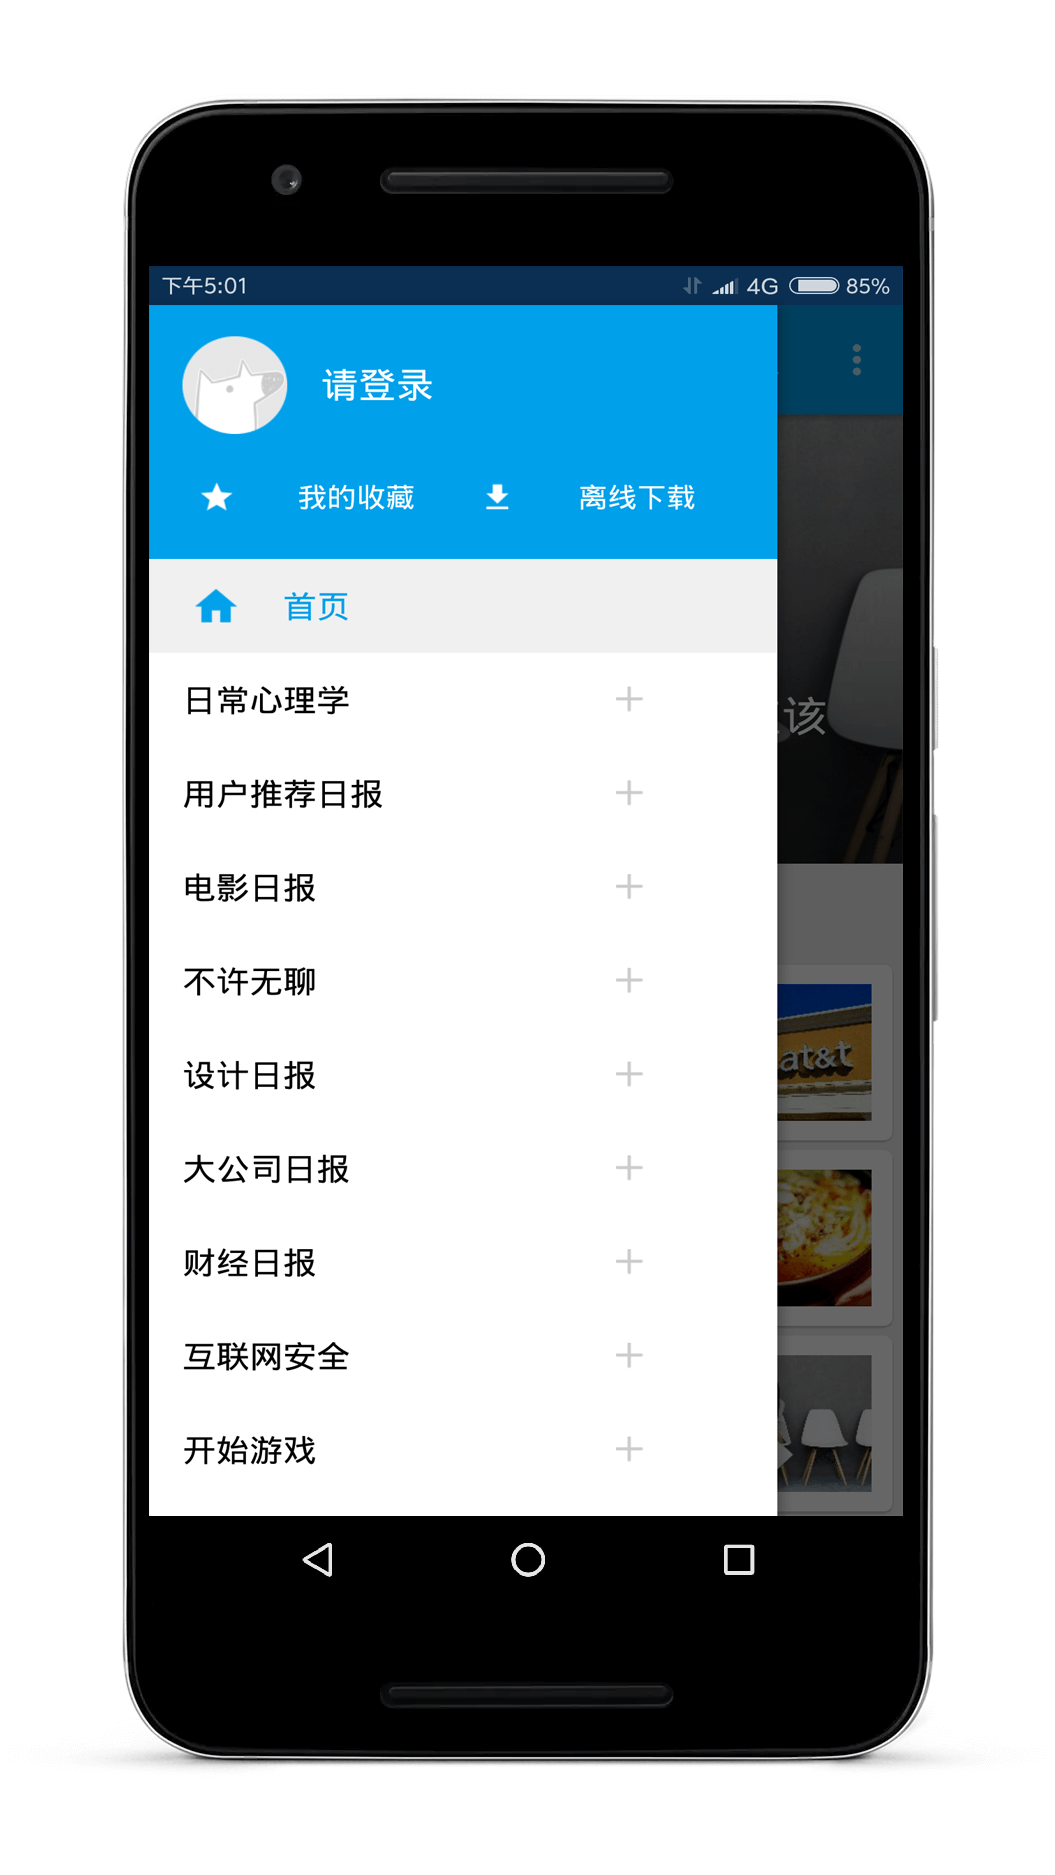 下午5:01
4G 85%
请登录
我的收藏 离线下载
首页
日常心理学
该
用户推荐日报
电影日报
不许无聊
设计日报
at&t
大公司日报
财经日报
互联网安全
开始游戏